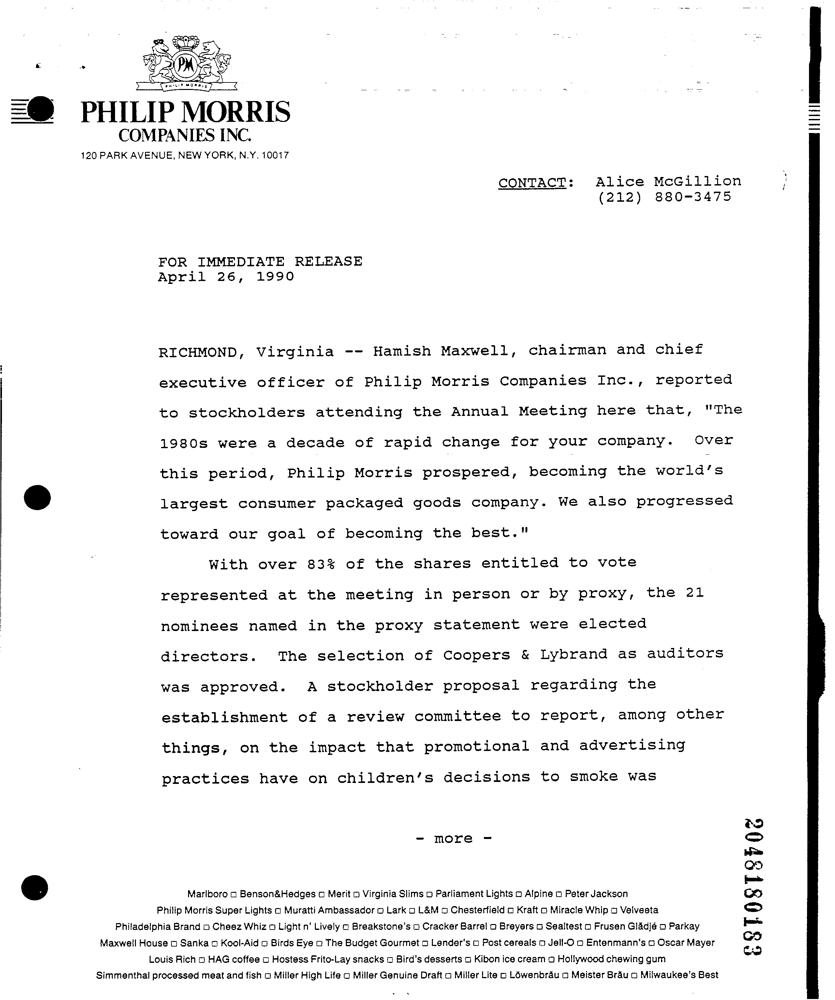 PM
PHILIP MORRIS
PHILIP MORRIS
COMPANIES INC.
120 PARK AVENUE, NEW YORK, N.Y. 10017
CONTACT: Alice McGillion
(212) 880-3475
FOR IMMEDIATE RELEASE
April 26, 1990
RICHMOND, Virginia -- Hamish Maxwell, chairman and chief
executive officer of Philip Morris Companies Inc., reported
to stockholders attending the Annual Meeting here that, "The
1980s were a decade of rapid change for your company. Over
this period, Philip Morris prospered, becoming the world's
largest consumer packaged goods company. We also progressed
toward our goal of becoming the best."
With over 83% of the shares entitled to vote
represented at the meeting in person or by proxy, the 21
nominees named in the proxy statement were elected
directors. The selection of Coopers & Lybrand as auditors
was approved. A stockholder proposal regarding the
establishment of a review committee to report, among other
things, on the impact that promotional and advertising
practices have on children's decisions to smoke was
- more -
2048180183
Marlboro □ Benson&Hedges □ Merit □ Virginia Slims □ Parliament Lights □ Alpine □ Peter Jackson
Philip Morris Super Lights □ Muratti Ambassador □ Lark □ L&M □ Chesterfield □ Kraft □ Miracle Whip □ Velveeta
Philadelphia Brand □ Cheez Whiz □ Light n' Lively □ Breakstone's □ Cracker Barrel □ Breyers □ Sealtest □ Frusen Glädjé □ Parkay
Maxwell House □ Sanka □ Kool-Aid □ Birds Eye □ The Budget Gourmet □ Lender's □ Post cereals □ Jell-O □ Entenmann's □ Oscar Mayer
Louis Rich □ HAG coffee □ Hostess Frito-Lay snacks □ Bird's desserts □ Kibon ice cream □ Hollywood chewing gum
Simmenthal processed meat and fish □ Miller High Life □ Miller Genuine Draft □ Miller Lite □ Löwenbräu □ Meister Bräu □ Milwaukee's Best